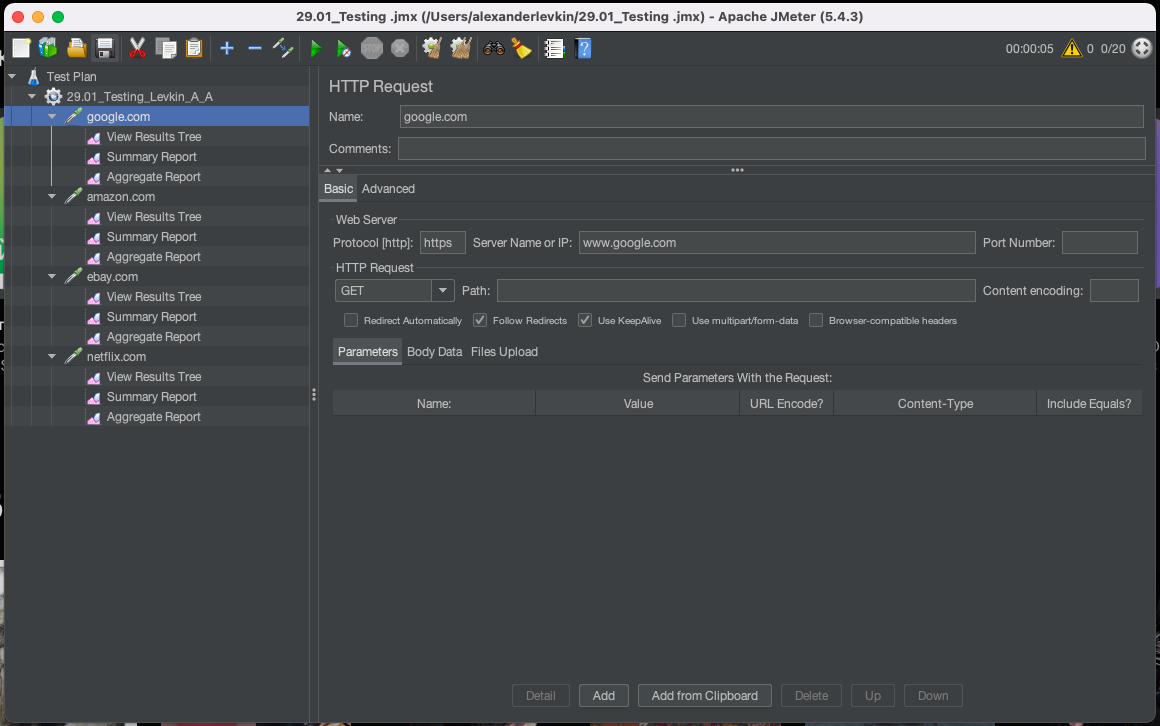 29.01_Testing .jmx (/Users/alexanderlevkin/29.01_Testing .jmx) - Apache JMeter (5.4.3)
STOP
00:00:05 0 0/20
Test Plan
29.01_Testing_Levkin_A_A
google.com
View Results Tree
Summary Report
Aggregate Report
amazon.com
View Results Tree
Summary Report
Aggregate Report
ebay.com
View Results Tree
Summary Report
Aggregate Report
netflix.com
View Results Tree
Summary Report
Aggregate Report
HTTP Request
Name: google.com
Comments:
Basic Advanced
Web Server
Protocol [http]: https Server Name or IP: www.google.com Port Number:
HTTP Request
GET Path: Content encoding:
Redirect Automatically Follow Redirects Use KeepAlive Use multipart/form-data Browser-compatible headers
Parameters Body Data Files Upload
Send Parameters With the Request:
Name: Value URL Encode? Content-Type Include Equals?
Detail Add Add from Clipboard Delete Up Down